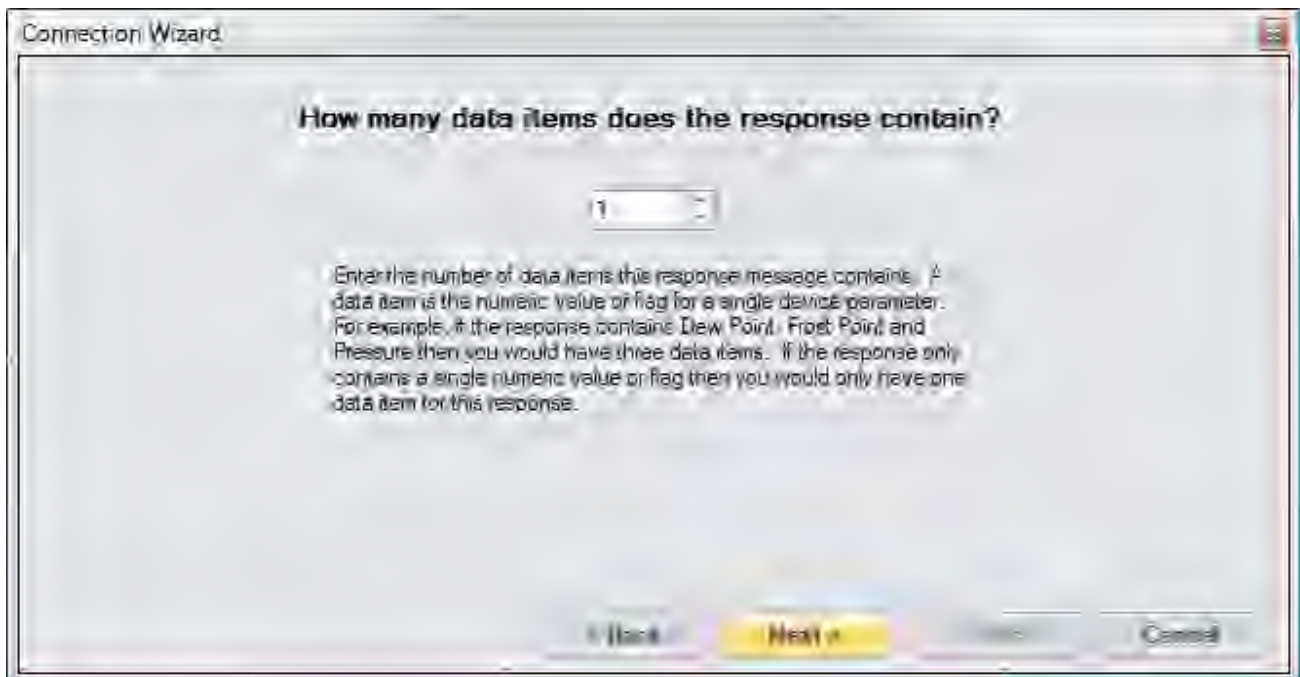 Connection Wizard
How many data items does the response contain?
1
Enter the number of data items this response message contains. A
data item is the numeric value or flag for a single device parameter.
For example, if the response contains Dew Point, Frost Point and
Pressure then you would have three data items. If the response only
contains a single numeric value or flag then you would only have one
data item for this response.
< Back
Next >
Cancel